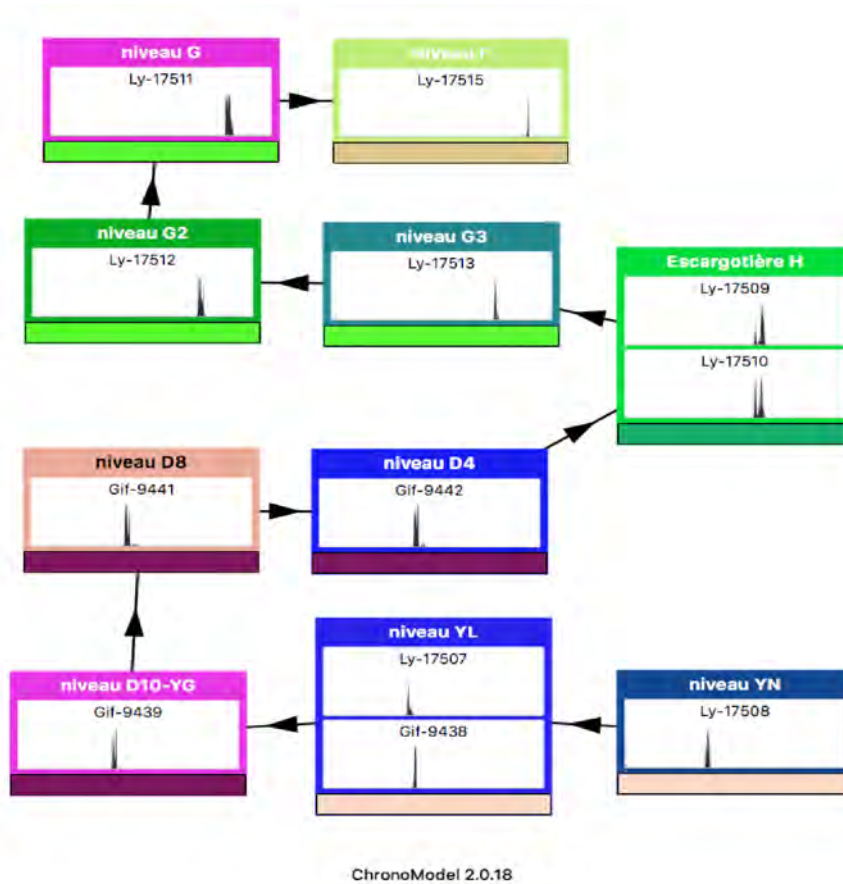 niveau G
Ly-17511
niveau
Ly-17515
niveau G2
Ly-17512
niveau G3
Ly-17513
Escargotière H
Ly-17509
Ly-17510
niveau D8
Gif-9441
niveau D4
Gif-9442
niveau YL
Ly-17507
Gif-9438
niveau D10-YG
Gif-9439
niveau YN
Ly-17508
ChronoModel 2.0.18